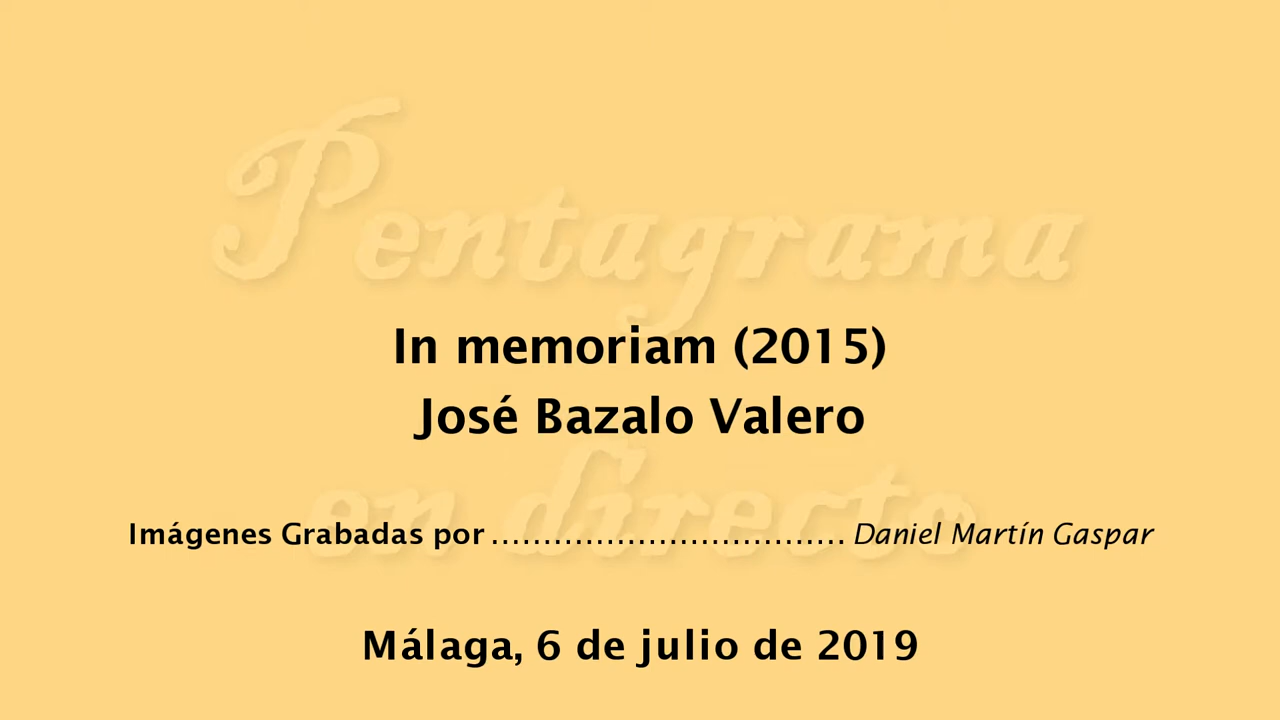 Pentagrama
In memoriam (2015)
José Bazalo Valero
en directo
Imágenes Grabadas por .................................. Daniel Martín Gaspar
Málaga, 6 de julio de 2019